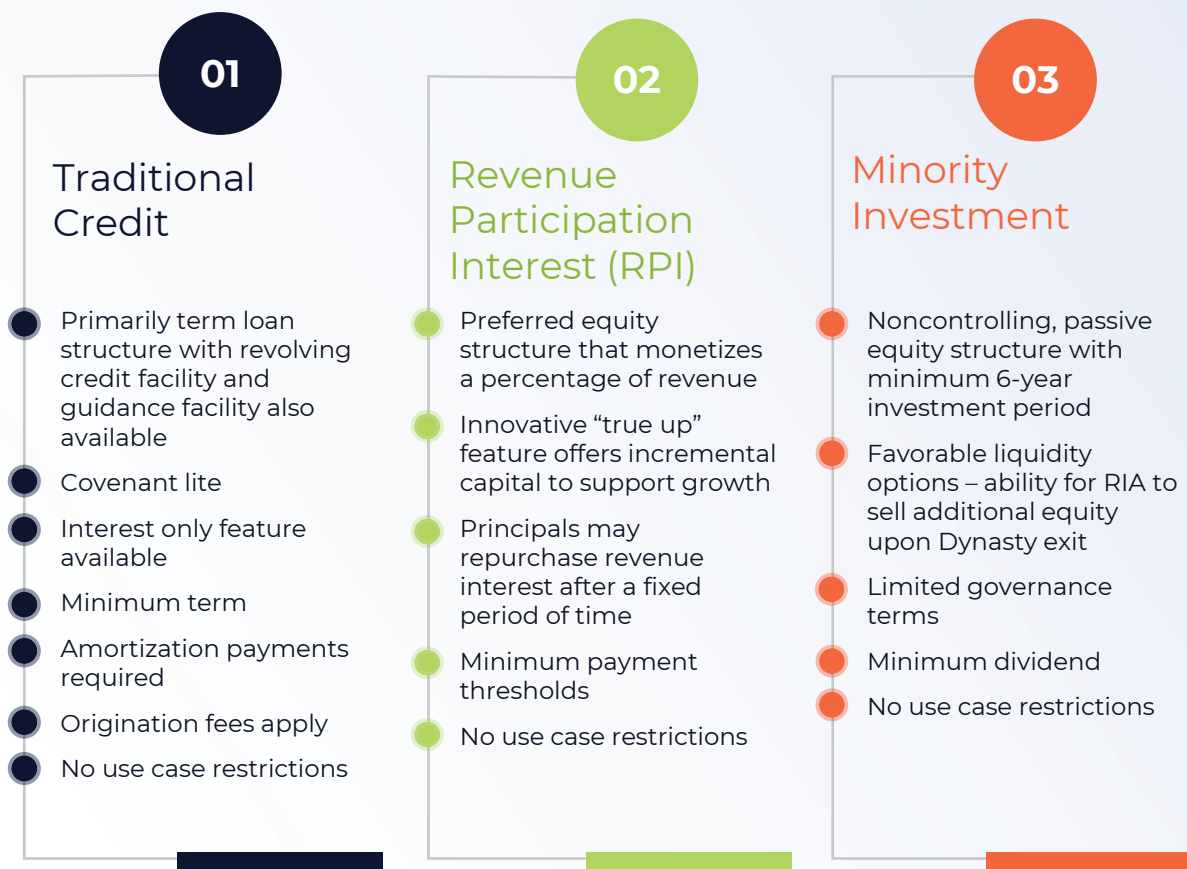 01
Traditional
Credit
Primarily term loan
structure with revolving
credit facility and
guidance facility also
available
Covenant lite
Interest only feature
available
Minimum term
Amortization payments
required
Origination fees apply
No use case restrictions
02
Revenue
Participation
Interest (RPI)
Preferred equity
structure that monetizes
a percentage of revenue
Innovative “true up”
feature offers incremental
capital to support growth
Principals may
repurchase revenue
interest after a fixed
period of time
Minimum payment
thresholds
No use case restrictions
03
Minority
Investment
Noncontrolling, passive
equity structure with
minimum 6-year
investment period
Favorable liquidity
options – ability for RIA to
sell additional equity
upon Dynasty exit
Limited governance
terms
Minimum dividend
No use case restrictions